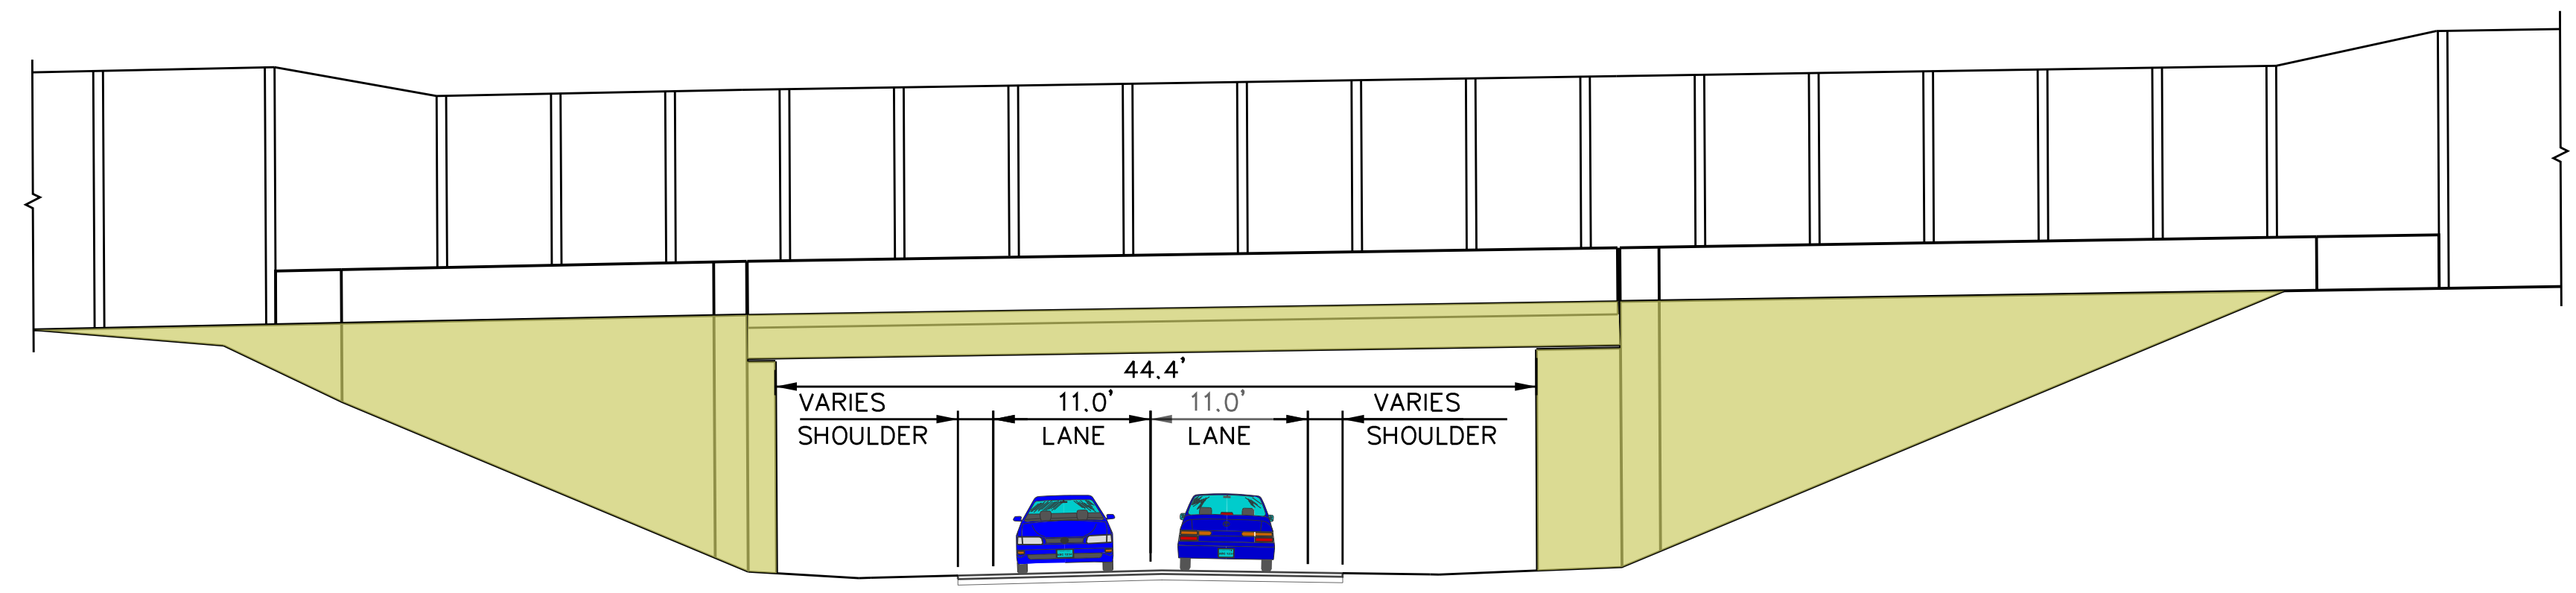 44.4'
VARIES 11.0' 11.0' VARIES
SHOULDER LANE LANE SHOULDER